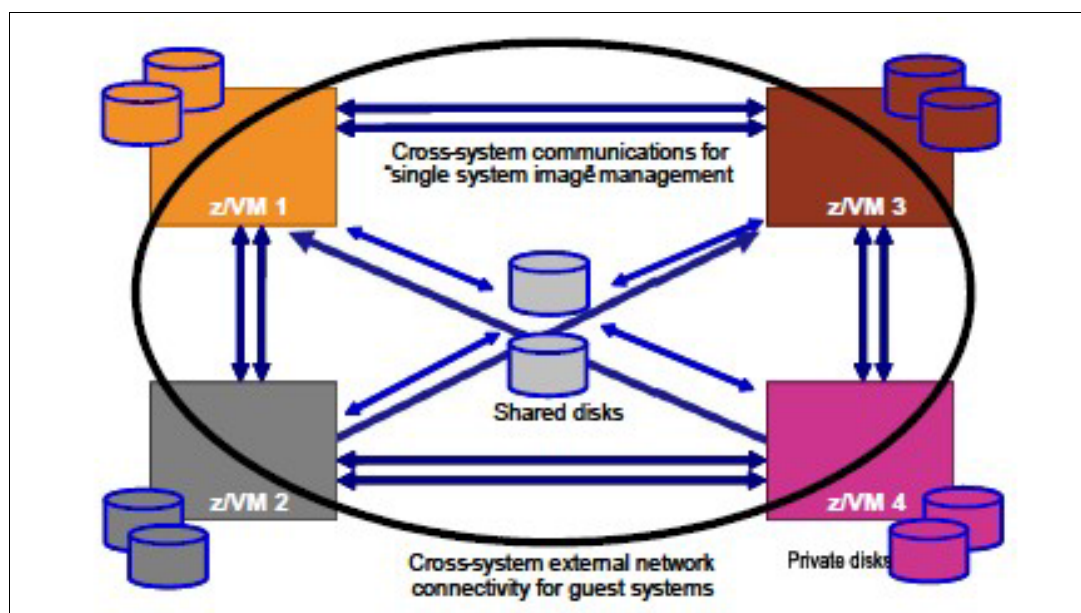 Cross-system communications for
"single system image" management
z/VM 1
z/VM 3
Shared disks
z/VM 2
z/VM 4
Cross-system external network
connectivity for guest systems
Private disks